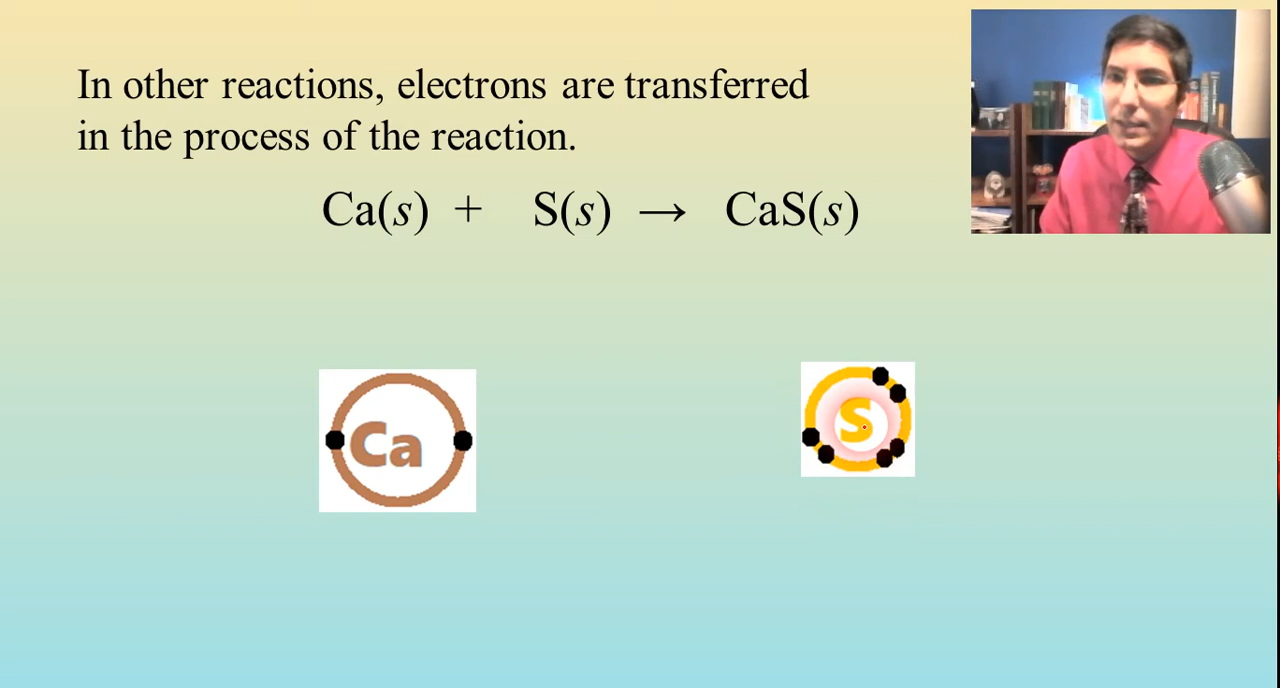 In other reactions, electrons are transferred
in the process of the reaction.
Ca(s) + S(s) → CaS(s)
Ca
S